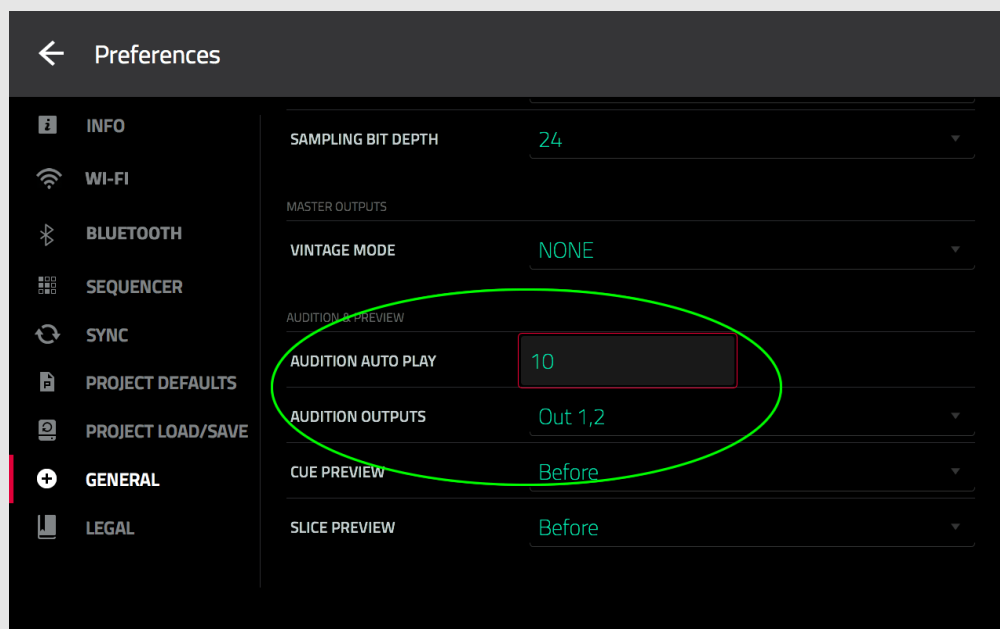 Preferences
INFO
WI-FI
BLUETOOTH
SEQUENCER
SYNC
PROJECT DEFAULTS
PROJECT LOAD/SAVE
GENERAL
LEGAL
SAMPLING BIT DEPTH 24
MASTER OUTPUTS
VINTAGE MODE NONE
AUDITION & PREVIEW
AUDITION AUTO PLAY 10
AUDITION OUTPUTS Out 1,2
CUE PREVIEW Before
SLICE PREVIEW Before